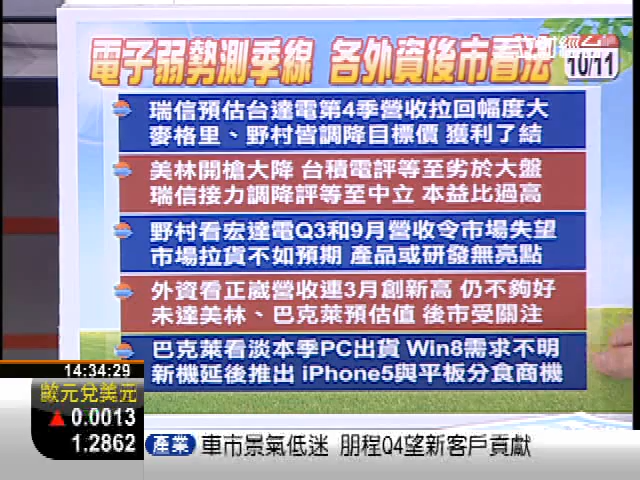 電子弱勢測季線 各外資後市看法
10/11
瑞信預估台達電第4季營收拉回幅度大
麥格里、野村皆調降目標價 獲利了結
美林開槍大降 台積電評等至劣於大盤
瑞信接力調降評等至中立 本益比過高
野村看宏達電Q3和9月營收令市場失望
市場拉貨不如預期 產品或研發無亮點
外資看正崴營收連3月創新高 仍不夠好
未達美林、巴克萊預估值 後市受關注
巴克萊看淡本季PC出貨 Win8需求不明
新機延後推出 iPhone5與平板分食商機
14:34:29
歐元兌美元
▲ 0.0013
1.2862
產業 車市景氣低迷 朋程Q4望新客戶貢獻